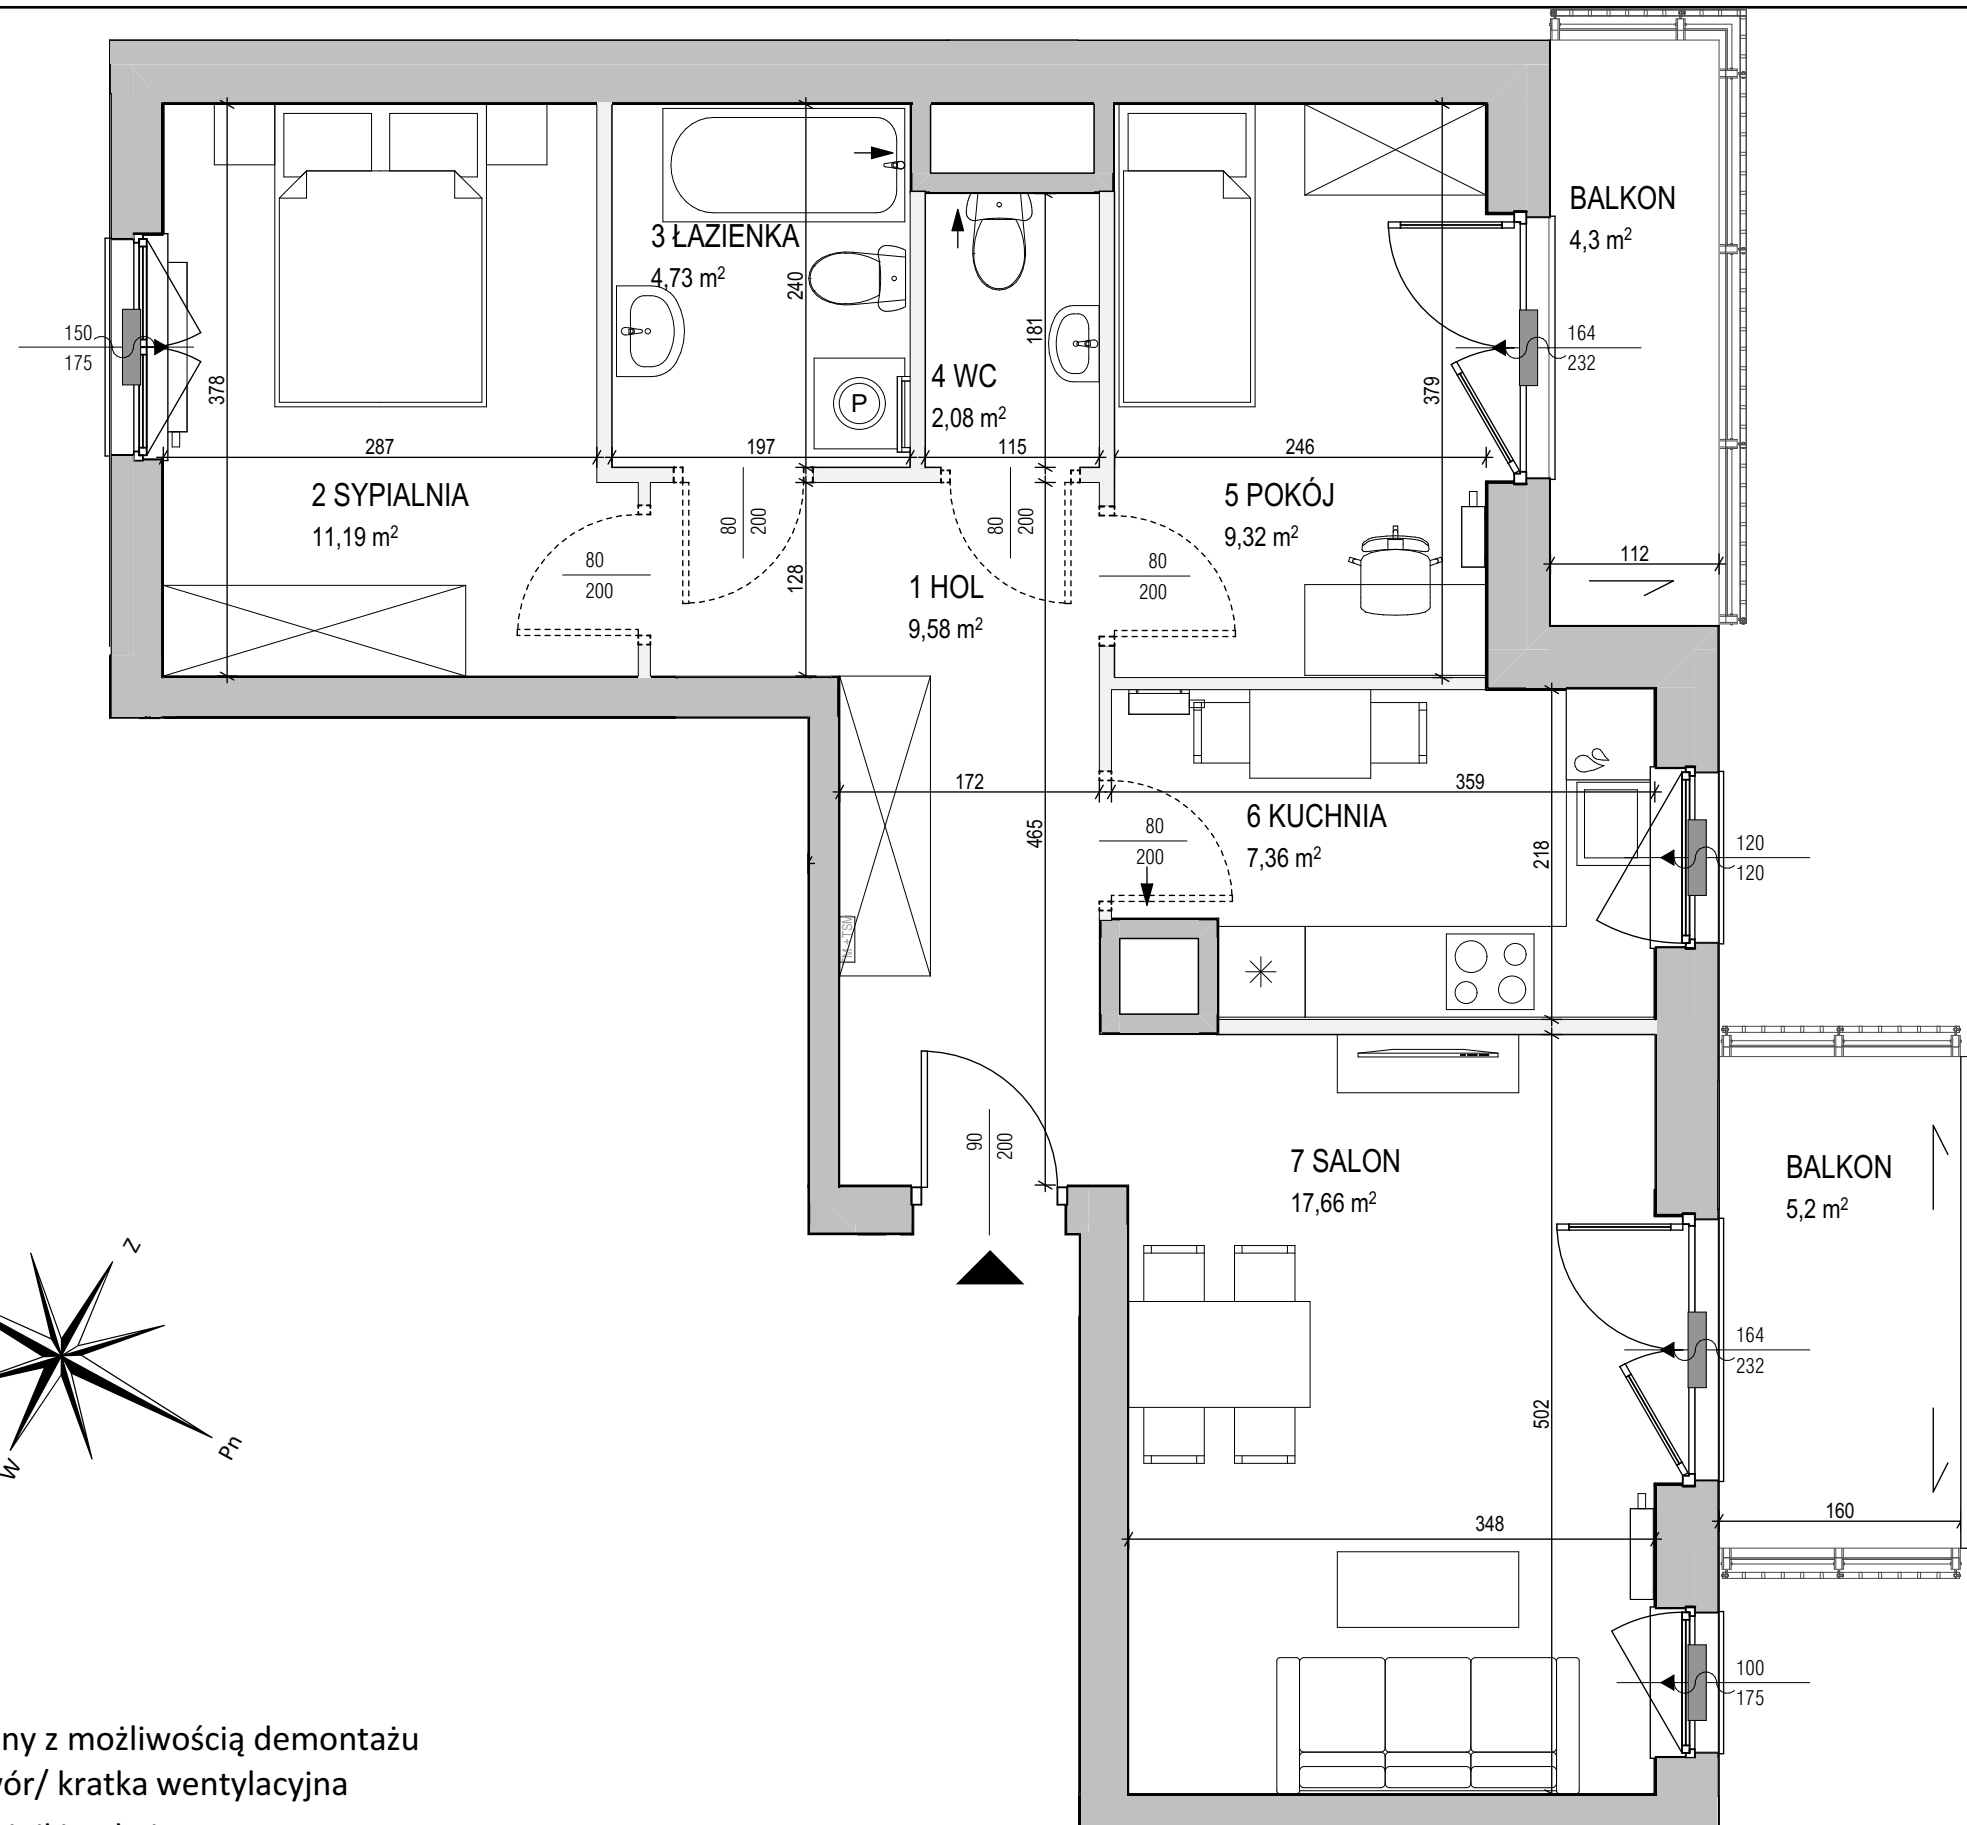 BALKON
4,3 m²
3 ŁAZIENKA
4,73 m²
240
181
150
175
378
164
232
379
P
4 WC
2,08 m²
287
197
115
246
2 SYPIALNIA
11,19 m²
80
200
80
200
5 POKÓJ
9,32 m²
80
200
128
1 HOL
9,58 m²
80
200
112
172
359
465
80
200
6 KUCHNIA
7,36 m²
218
120
120
M +TSM
90
200
7 SALON
17,66 m²
BALKON
5,2 m²
Z
Pn
W
164
232
502
348
160
100
175
ny z możliwością demontażu
wór/ kratka wentylacyjna